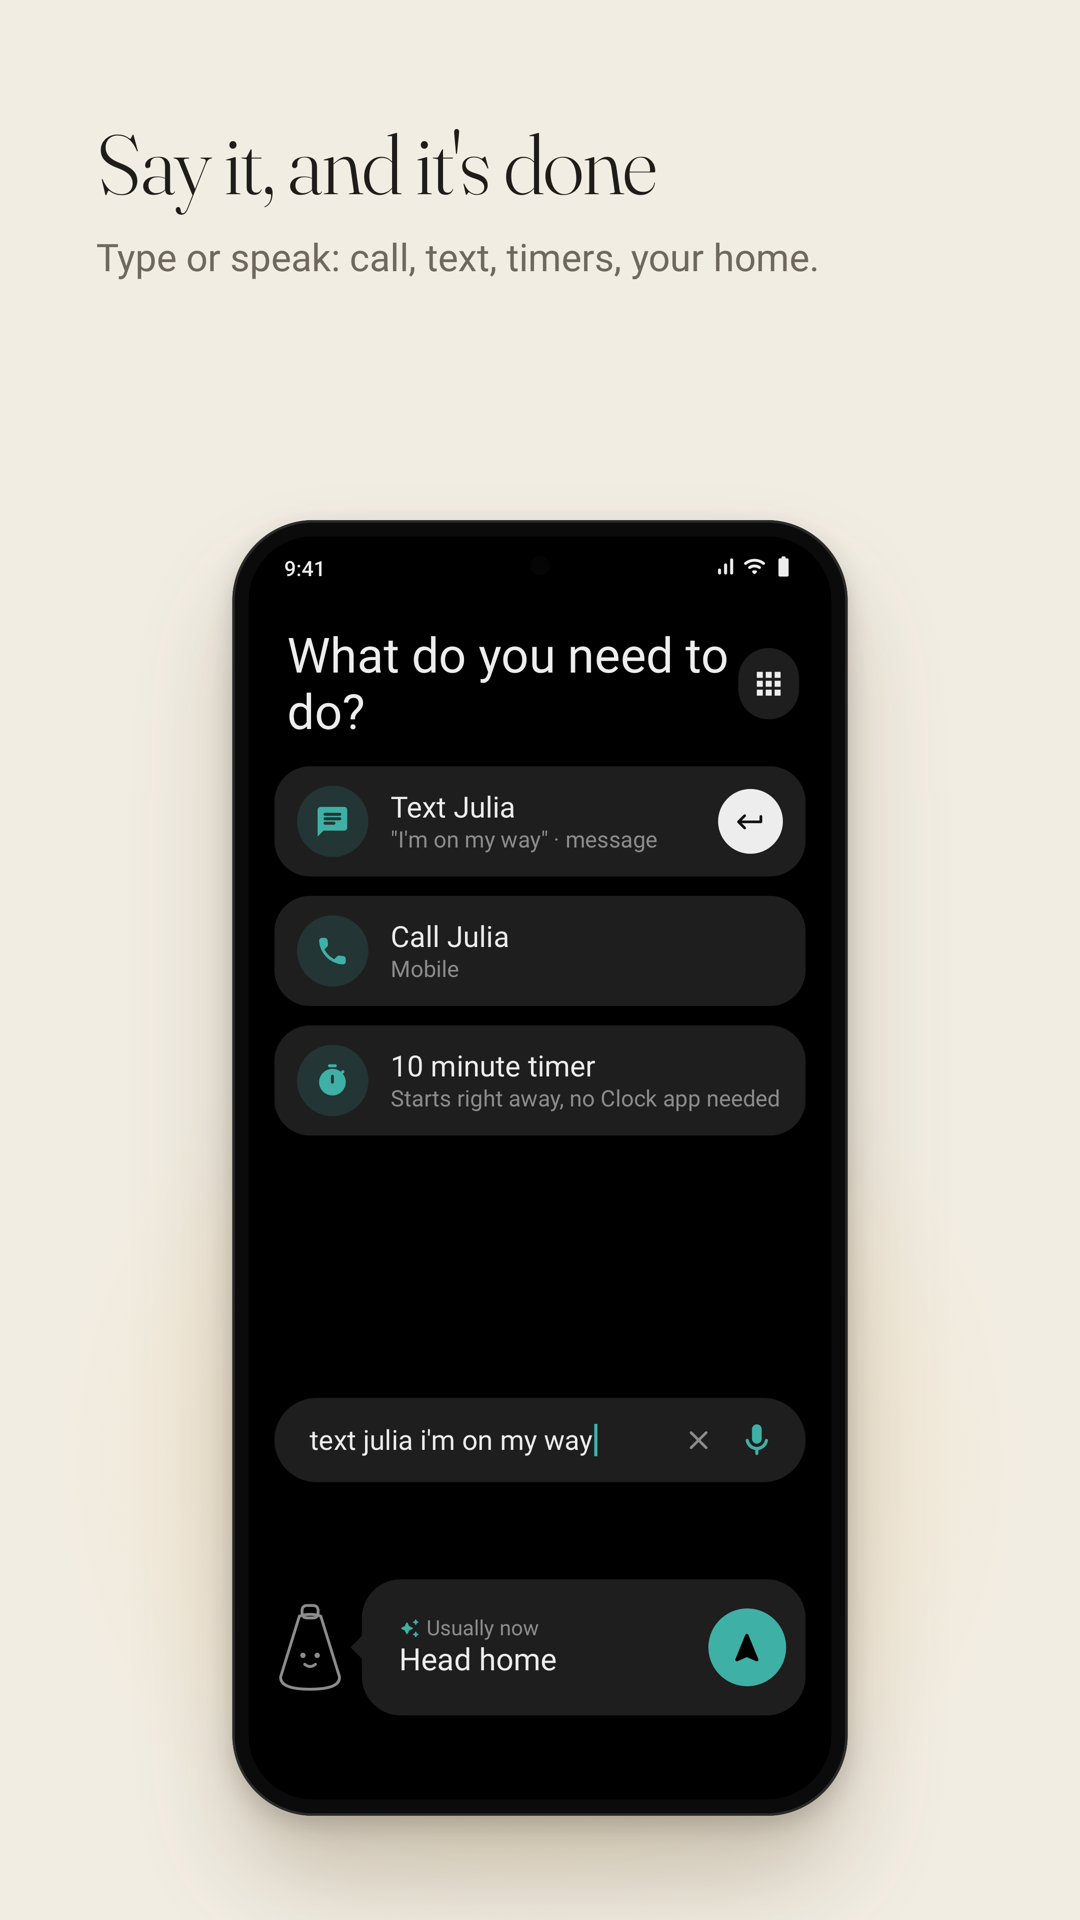 Say it, and it's done
Type or speak: call, text, timers, your home.
9:41
What do you need to
do?
Text Julia
"I'm on my way" · message
Call Julia
Mobile
10 minute timer
Starts right away, no Clock app needed
text julia i'm on my way
Usually now
Head home